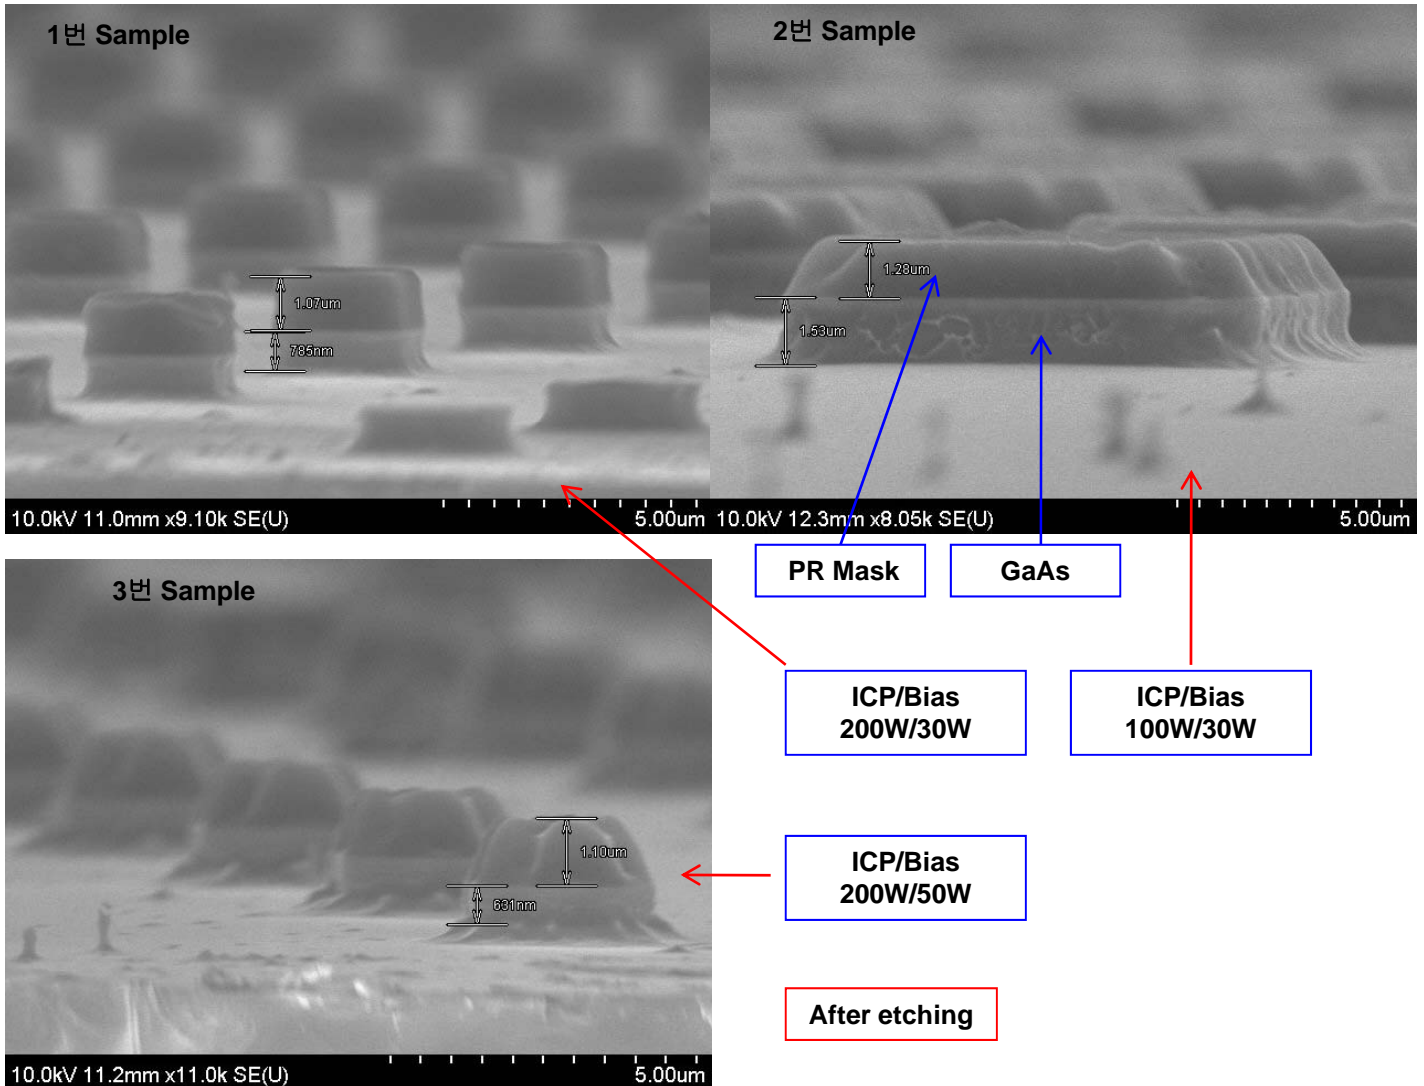 1번 Sample
1.07um
785nm
10.0kV 11.0mm x9.10k SE(U)
5.00um
2번 Sample
1.28um
1.53um
10.0kV 12.3mm x8.05k SE(U)
5.00um
PR Mask
GaAs
3번 Sample
1.10um
631nm
10.0kV 11.2mm x11.0k SE(U)
5.00um
ICP/Bias
200W/30W
ICP/Bias
100W/30W
ICP/Bias
200W/50W
After etching